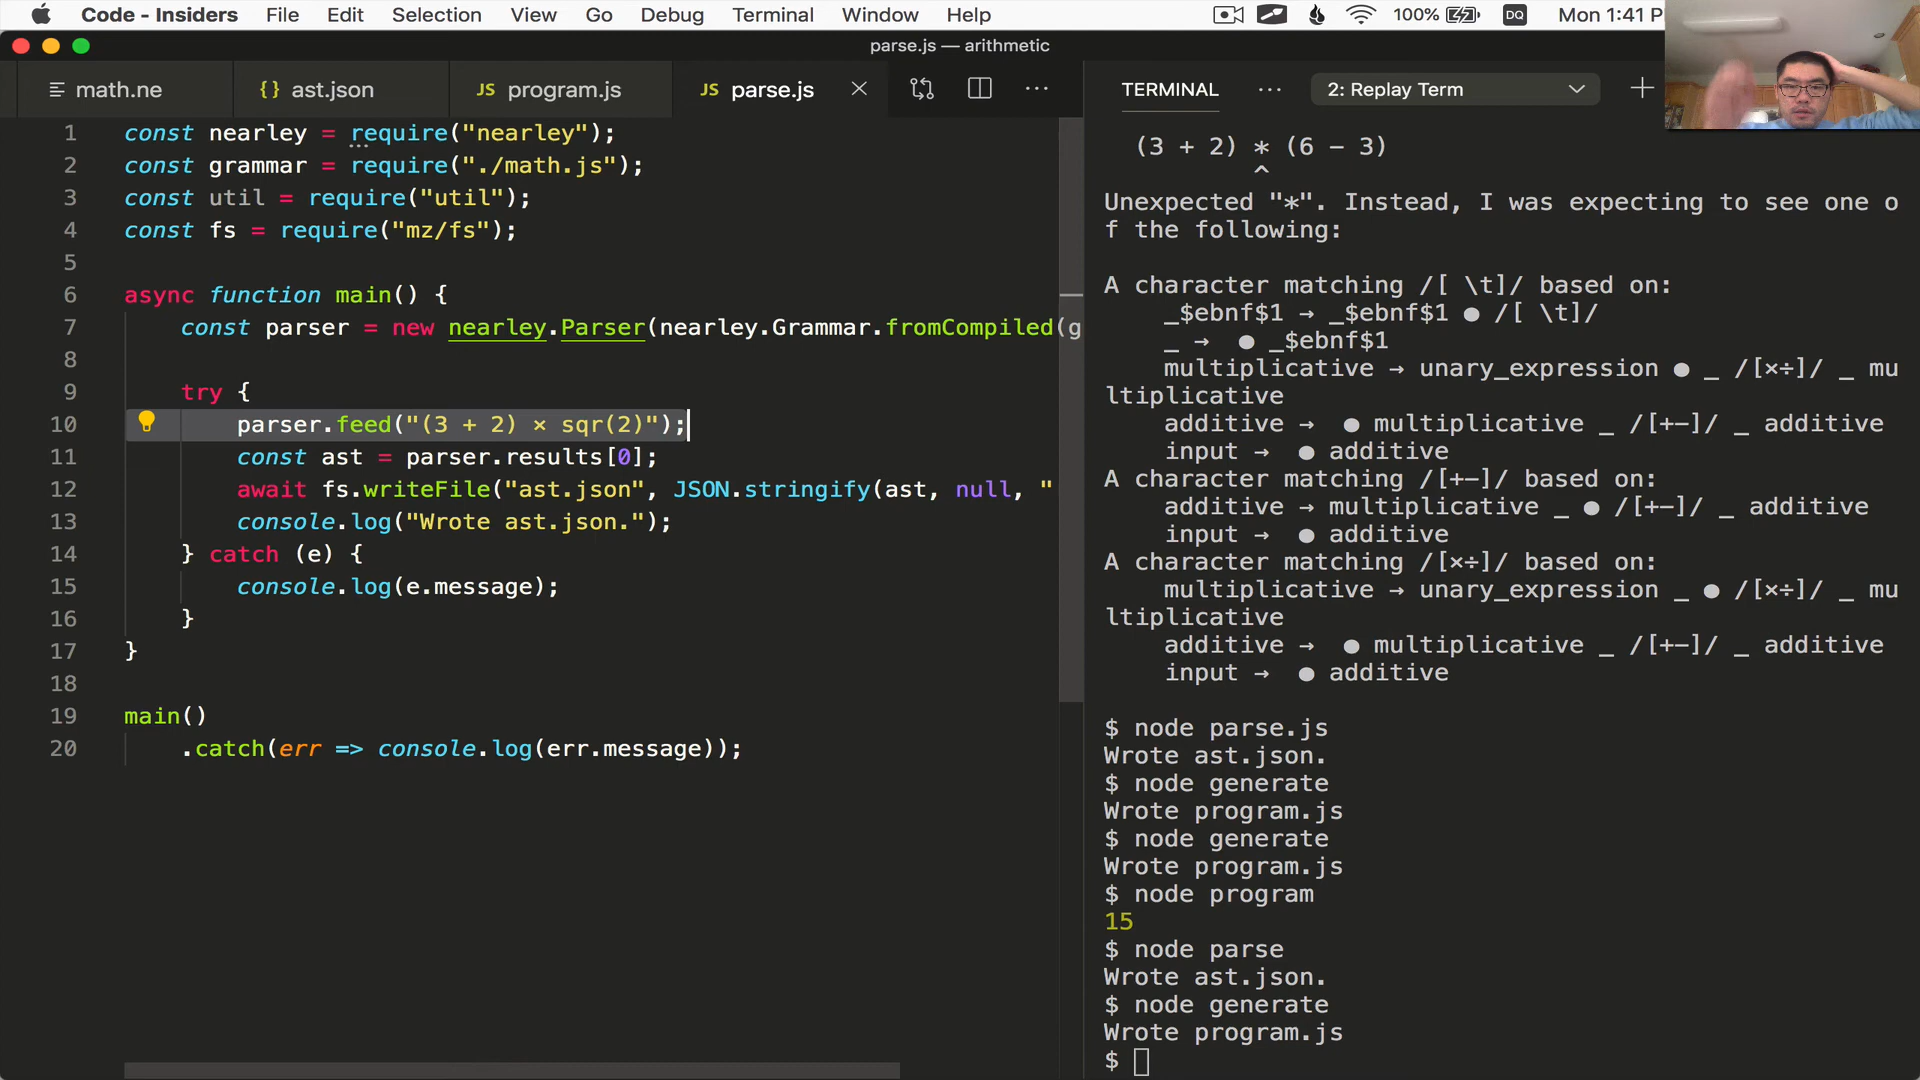 Code - Insiders File Edit Selection View Go Debug Terminal Window Help 100% DQ Mon 1:41
parse.js — arithmetic
math.ne {} ast.json JS program.js JS parse.js
TERMINAL 2: Replay Term
1 const nearley = require("nearley");
2 const grammar = require("./math.js");
3 const util = require("util");
4 const fs = require("mz/fs");
5
6 async function main() {
7 const parser = new nearley.Parser(nearley.Grammar.fromCompiled(g
8
9 try {
10 parser.feed("(3 + 2) × sqr(2)");
11 const ast = parser.results[0];
12 await fs.writeFile("ast.json", JSON.stringify(ast, null, "
13 console.log("Wrote ast.json.");
14 } catch (e) {
15 console.log(e.message);
16 }
17 }
18
19 main()
20 .catch(err => console.log(err.message));
(3 + 2) * (6 − 3)
^
Unexpected "*". Instead, I was expecting to see one o
f the following:
A character matching /[ \t]/ based on:
_$ebnf$1 → _$ebnf$1 ● /[ \t]/
_ → ● _$ebnf$1
multiplicative → unary_expression ● _ /[×÷]/ _ mu
ltiplicative
additive → ● multiplicative _ /[+−]/ _ additive
input → ● additive
A character matching /[+−]/ based on:
additive → multiplicative _ ● /[+−]/ _ additive
input → ● additive
A character matching /[×÷]/ based on:
multiplicative → unary_expression _ ● /[×÷]/ _ mu
ltiplicative
additive → ● multiplicative _ /[+−]/ _ additive
input → ● additive
$ node parse.js
Wrote ast.json.
$ node generate
Wrote program.js
$ node generate
Wrote program.js
$ node program
15
$ node parse
Wrote ast.json.
$ node generate
Wrote program.js
$